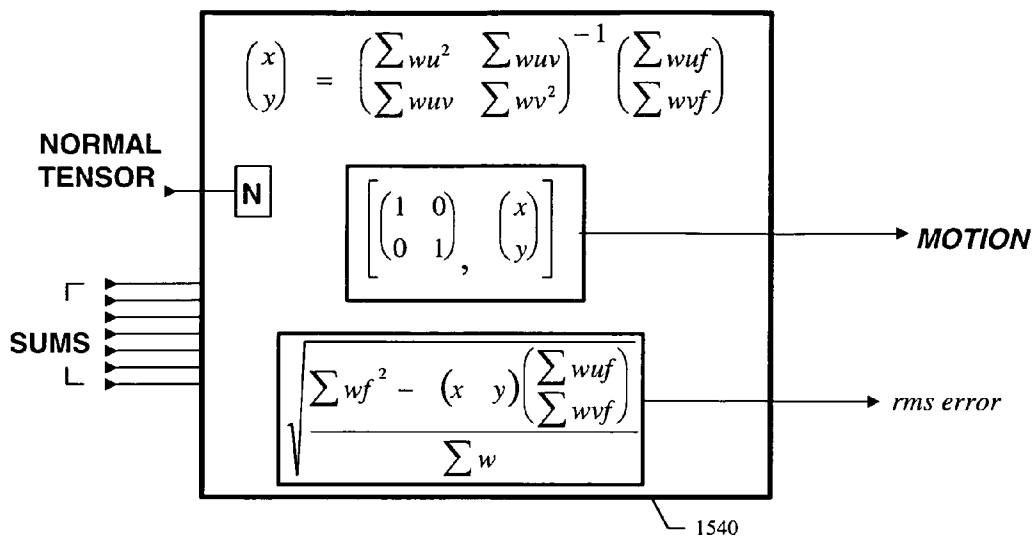 (x y) = (∑wu² ∑wuv ∑wuv ∑wv²)⁻¹ (∑wuf ∑wvf)
NORMAL
TENSOR
N
[(1 0 0 1), (x y)]
MOTION
SUMS
√((∑wf² − (x y)(∑wuf ∑wvf)) / ∑w)
rms error
1540